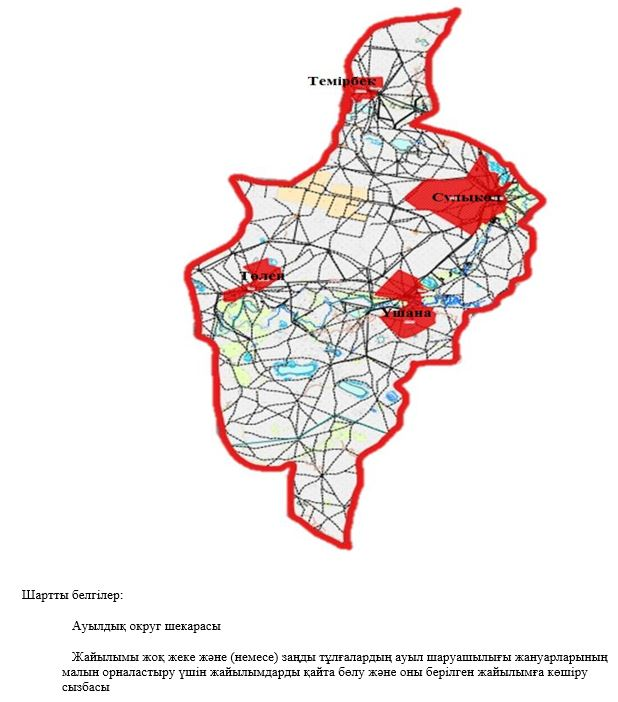 Темірбек
Сулыкөл
Төлен
Ушана
Шартты белгілер:
Ауылдық округ шекарасы
Жайылымы жоқ жеке және (немесе) заңды тұлғалардың ауыл шаруашылығы жануарларының
малын орналастыру үшін жайылымдарды қайта бөлу және оны берілген жайылымға көшіру
сызбасы